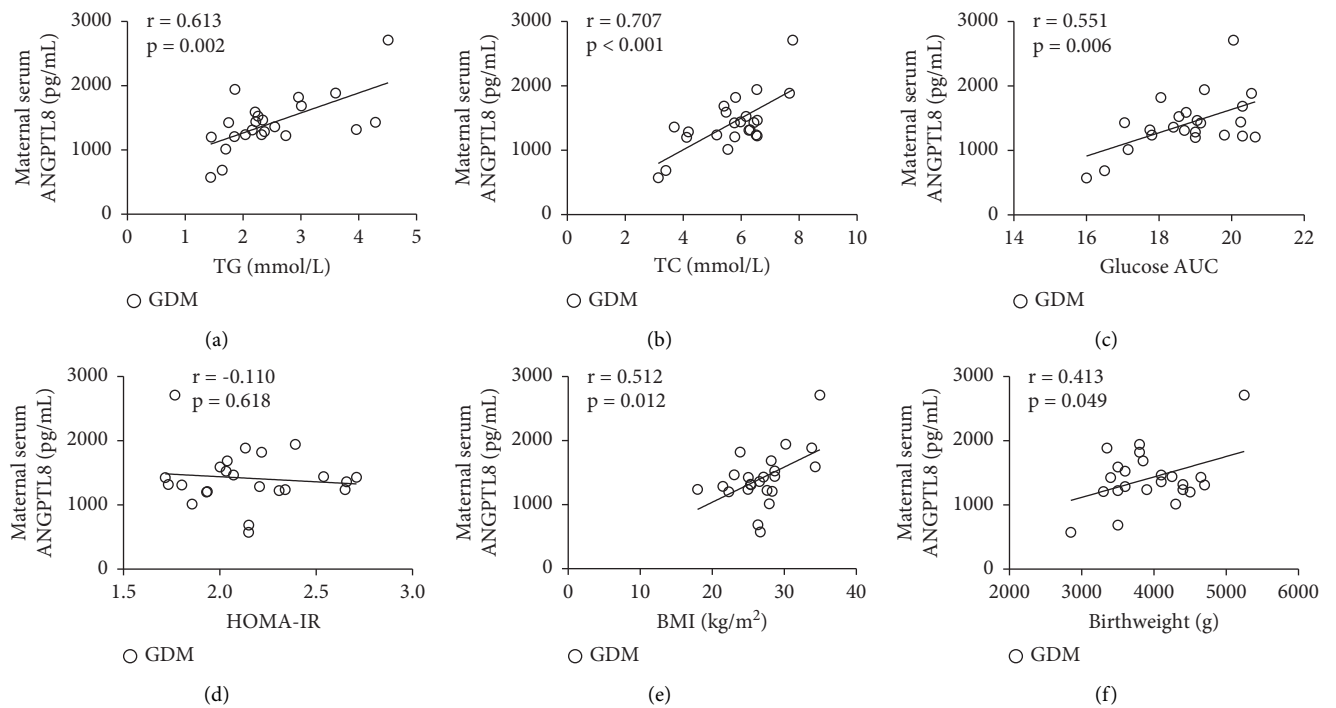 3000
2000
1000
0
Maternal serum
ANGPTL8 (pg/mL)
r = 0.613
p = 0.002
0 1 2 3 4 5
TG (mmol/L)
GDM
(a)
3000
2000
1000
0
Maternal serum
ANGPTL8 (pg/mL)
r = 0.707
p < 0.001
0 2 4 6 8 10
TC (mmol/L)
GDM
(b)
3000
2000
1000
0
Maternal serum
ANGPTL8 (pg/mL)
r = 0.551
p = 0.006
14 16 18 20 22
Glucose AUC
GDM
(c)
3000
2000
1000
0
Maternal serum
ANGPTL8 (pg/mL)
r = -0.110
p = 0.618
1.5 2.0 2.5 3.0
HOMA-IR
GDM
(d)
3000
2000
1000
0
Maternal serum
ANGPTL8 (pg/mL)
r = 0.512
p = 0.012
0 10 20 30 40
BMI (kg/m²)
GDM
(e)
3000
2000
1000
0
Maternal serum
ANGPTL8 (pg/mL)
r = 0.413
p = 0.049
2000 3000 4000 5000 6000
Birthweight (g)
GDM
(f)